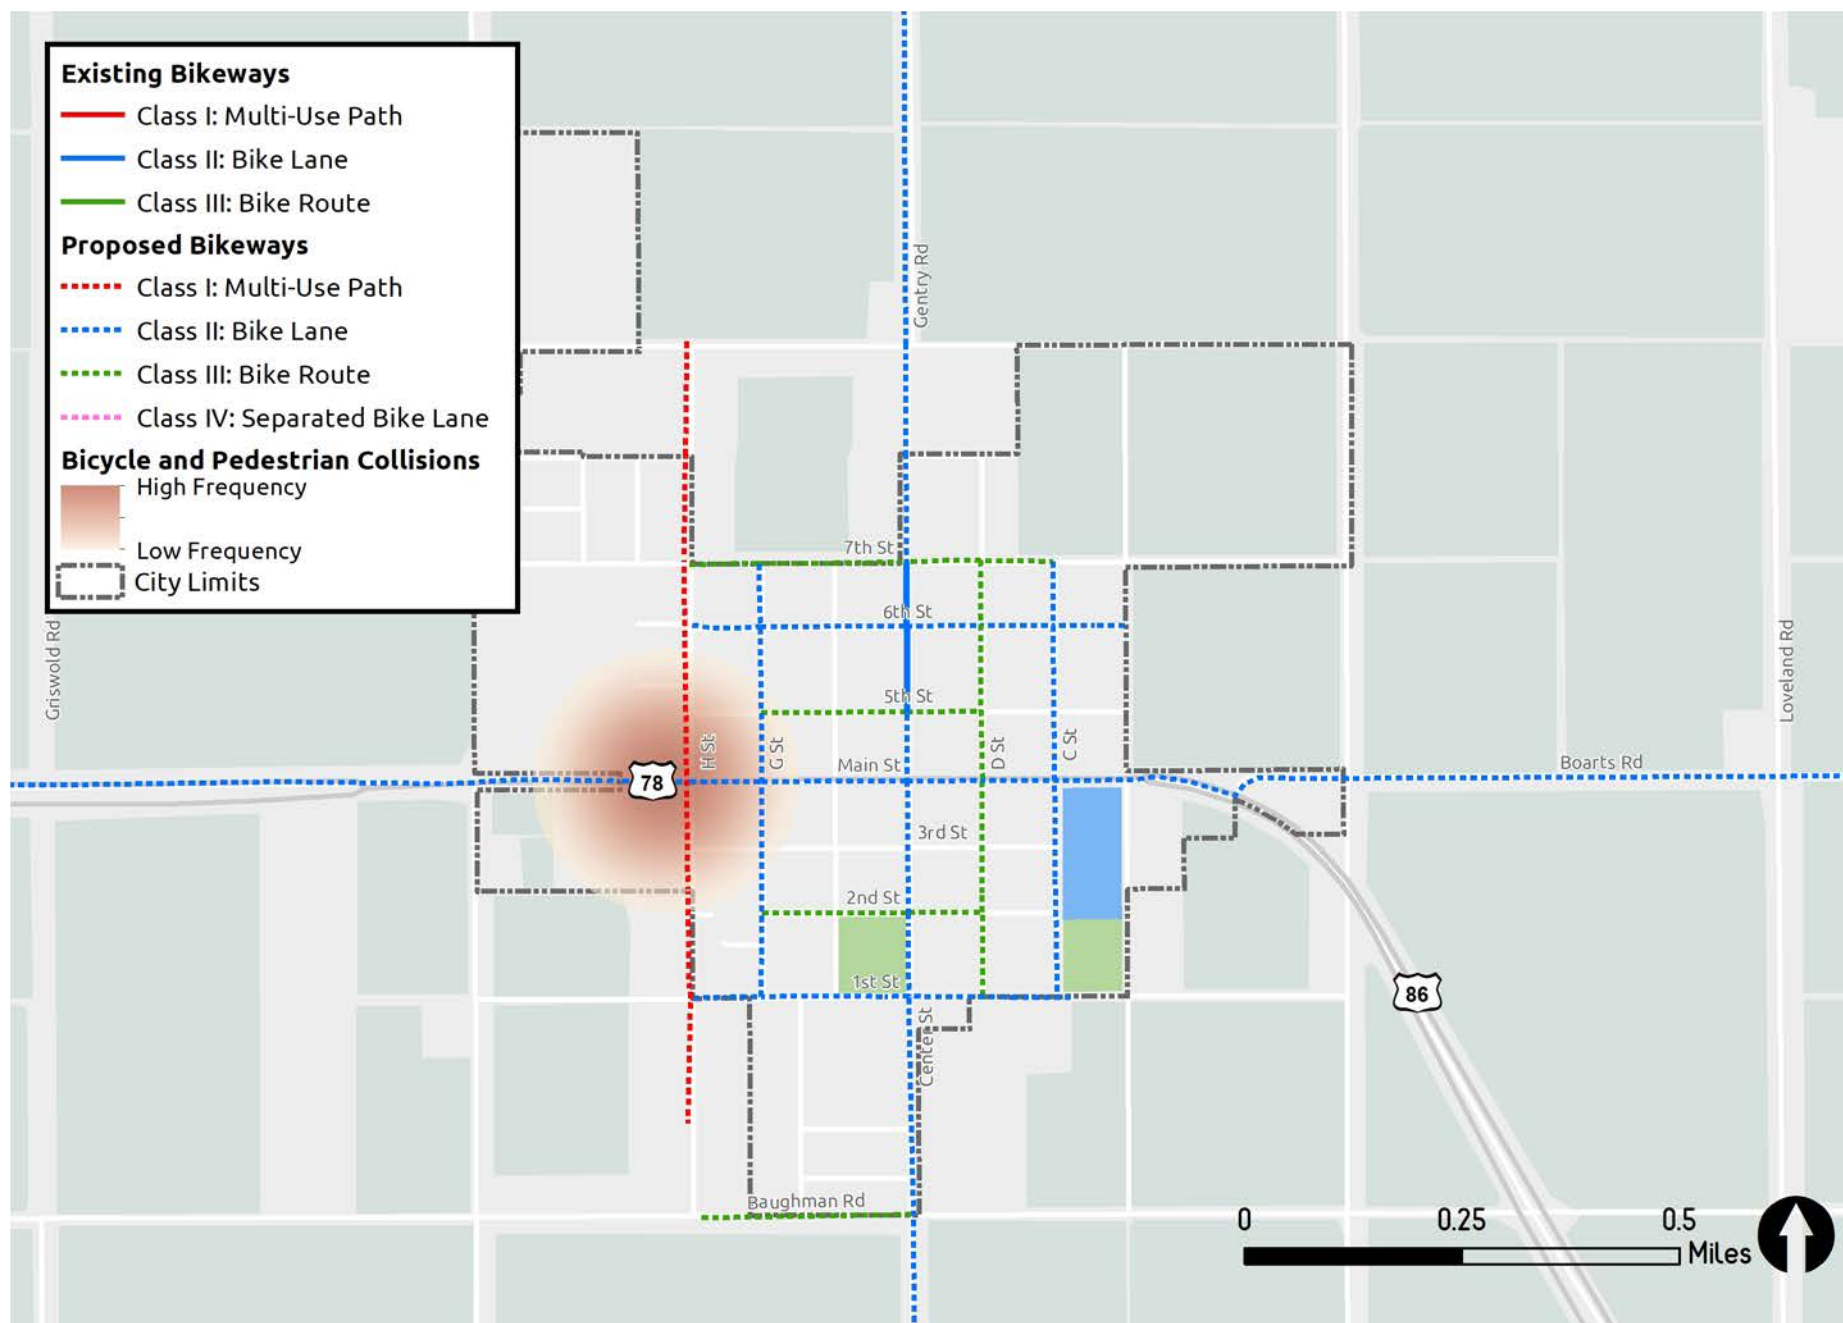 Existing Bikeways
Class I: Multi-Use Path
Class II: Bike Lane
Class III: Bike Route
Proposed Bikeways
Class I: Multi-Use Path
Class II: Bike Lane
Class III: Bike Route
Class IV: Separated Bike Lane
Bicycle and Pedestrian Collisions
High Frequency
Low Frequency
City Limits
Gentry Rd
7th St
6th St
Griswold Rd
Loveland Rd
5th St
H St
G St
Main St
D St
C St
Boarts Rd
78
3rd St
2nd St
1st St
86
Center St
Baughman Rd
0 0.25 0.5
Miles